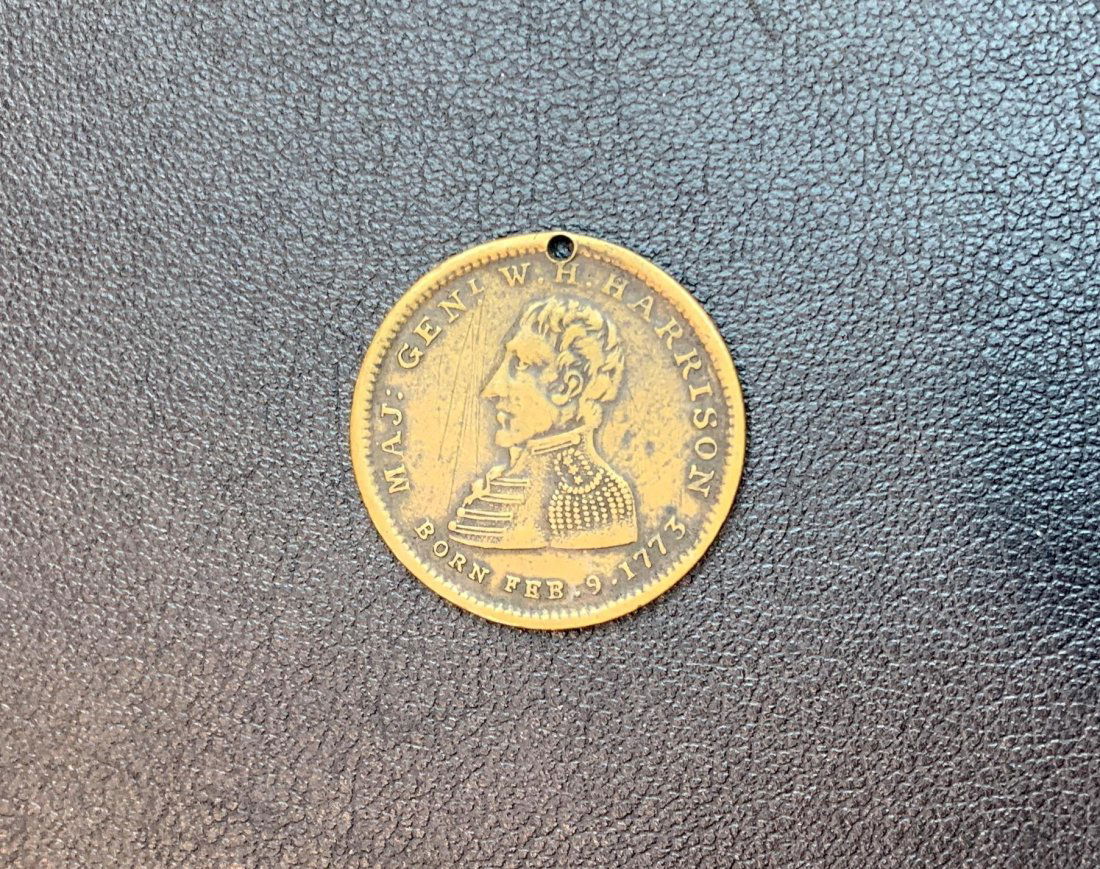 MAJ: GENL W. H. HARRISON
BORN FEB. 9. 1773.